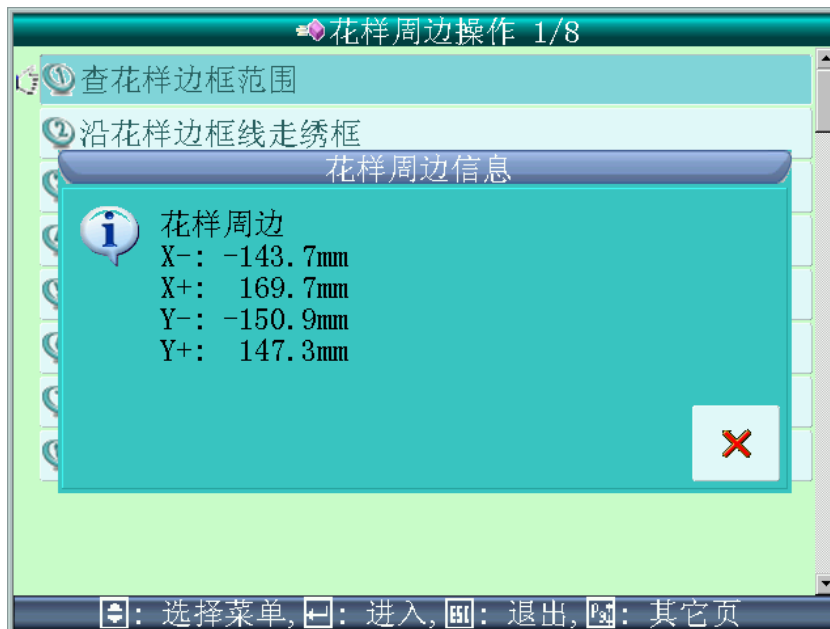 花样周边操作 1/8
① 查花样边框范围
② 沿花样边框线走绣框
花样周边信息
花样周边
X-: -143.7mm
X+: 169.7mm
Y-: -150.9mm
Y+: 147.3mm
: 选择菜单, : 进入, ESC: 退出, : 其它页